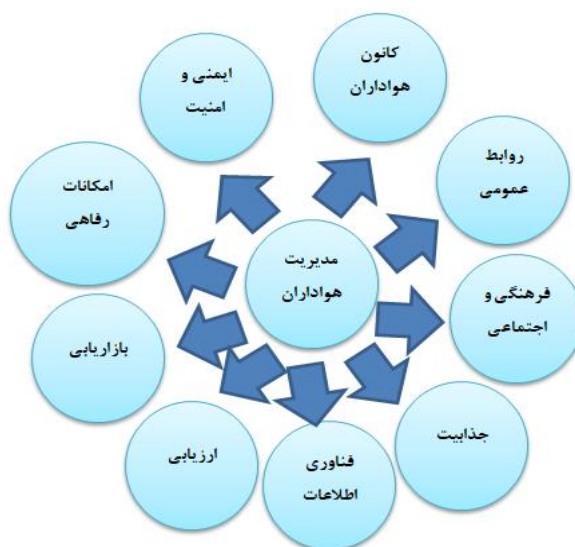 کانون
هواداران
روابط
عمومی
فرهنگی و
اجتماعی
جذابیت
فناوری
اطلاعات
ارزیابی
بازاریابی
امکانات
رفاهی
ایمنی و
امنیت
مدیریت
هواداران